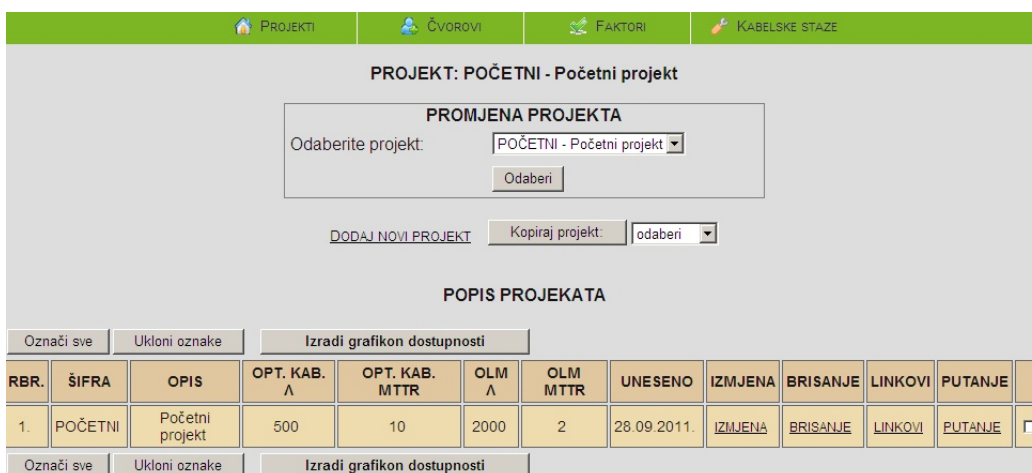 PROJEKTI ČVOROVI FAKTORI KABELSKE STAZE
PROJEKT: POČETNI - Početni projekt
PROMJENA PROJEKTA
Odaberite projekt: POČETNI - Početni projekt
Odaberi
DODAJ NOVI PROJEKT Kopiraj projekt: odaberi
POPIS PROJEKATA
Označi sve Ukloni oznake Izradi grafikon dostupnosti
RBR. ŠIFRA OPIS OPT. KAB. Λ OPT. KAB. MTTR OLM Λ OLM MTTR UNESENO IZMJENA BRISANJE LINKOVI PUTANJE
1. POČETNI Početni projekt 500 10 2000 2 28.09.2011. IZMJENA BRISANJE LINKOVI PUTANJE
Označi sve Ukloni oznake Izradi grafikon dostupnosti